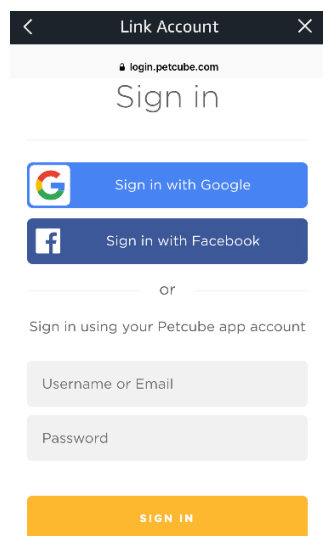 Link Account
login.petcube.com
Sign in
Sign in with Google
Sign in with Facebook
or
Sign in using your Petcube app account
Username or Email
Password
SIGN IN